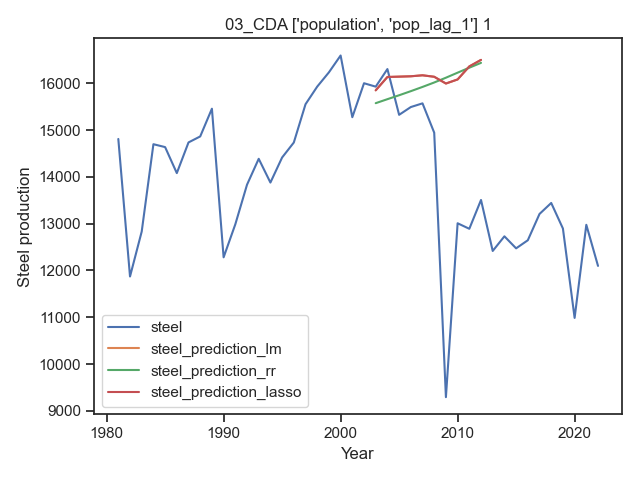 03_CDA ['population', 'pop_lag_1'] 1
Steel production
16000
15000
14000
13000
12000
11000
10000
9000
steel
steel_prediction_lm
steel_prediction_rr
steel_prediction_lasso
1980
1990
2000
2010
2020
Year